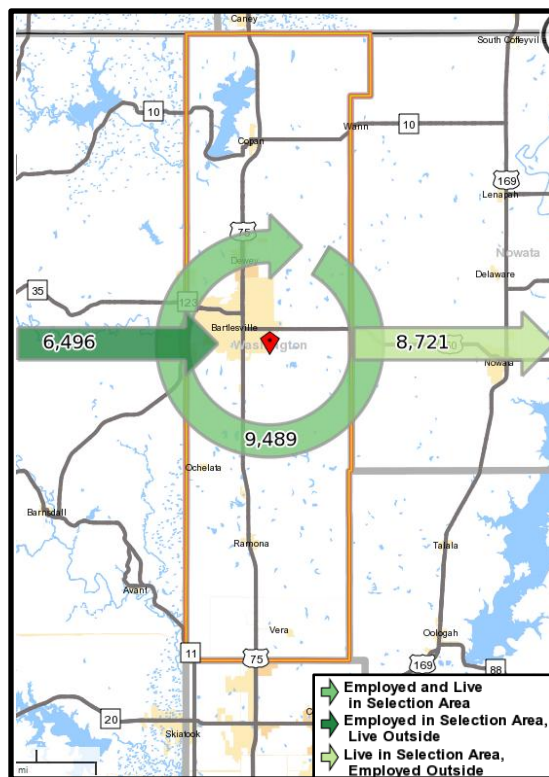 Caney
South Coffeyvil
10
Copan
Wann
10
169
Lenapah
75
Nowata
Dewey
Delaware
35
123
Bartlesville
6,496
Washington
8,721
Nowata
9,489
Ochelata
Barnsdall
Ramona
Talala
Avant
Vera
Oologah
11
75
169
88
20
Skiatook
C
mi
Employed and Live
in Selection Area
Employed in Selection Area,
Live Outside
Live in Selection Area,
Employed Outside